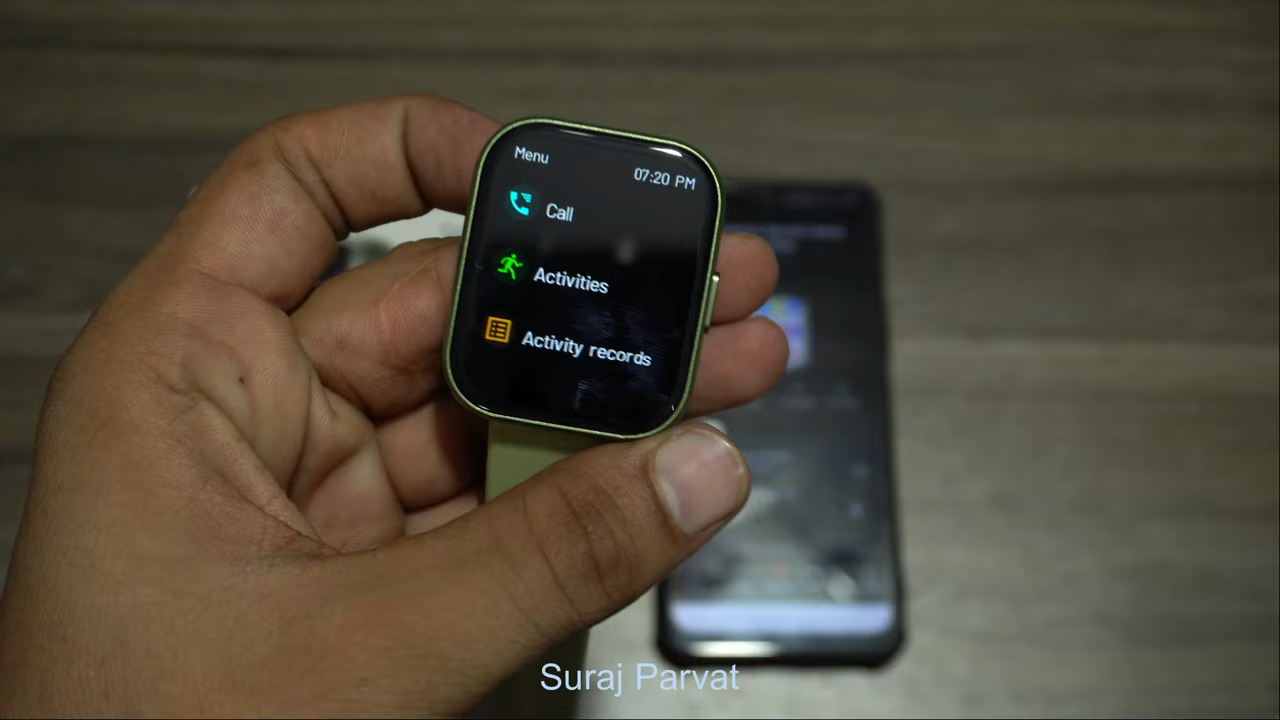 Menu
07:20 PM
Call
Activities
Activity records
Suraj Parvat